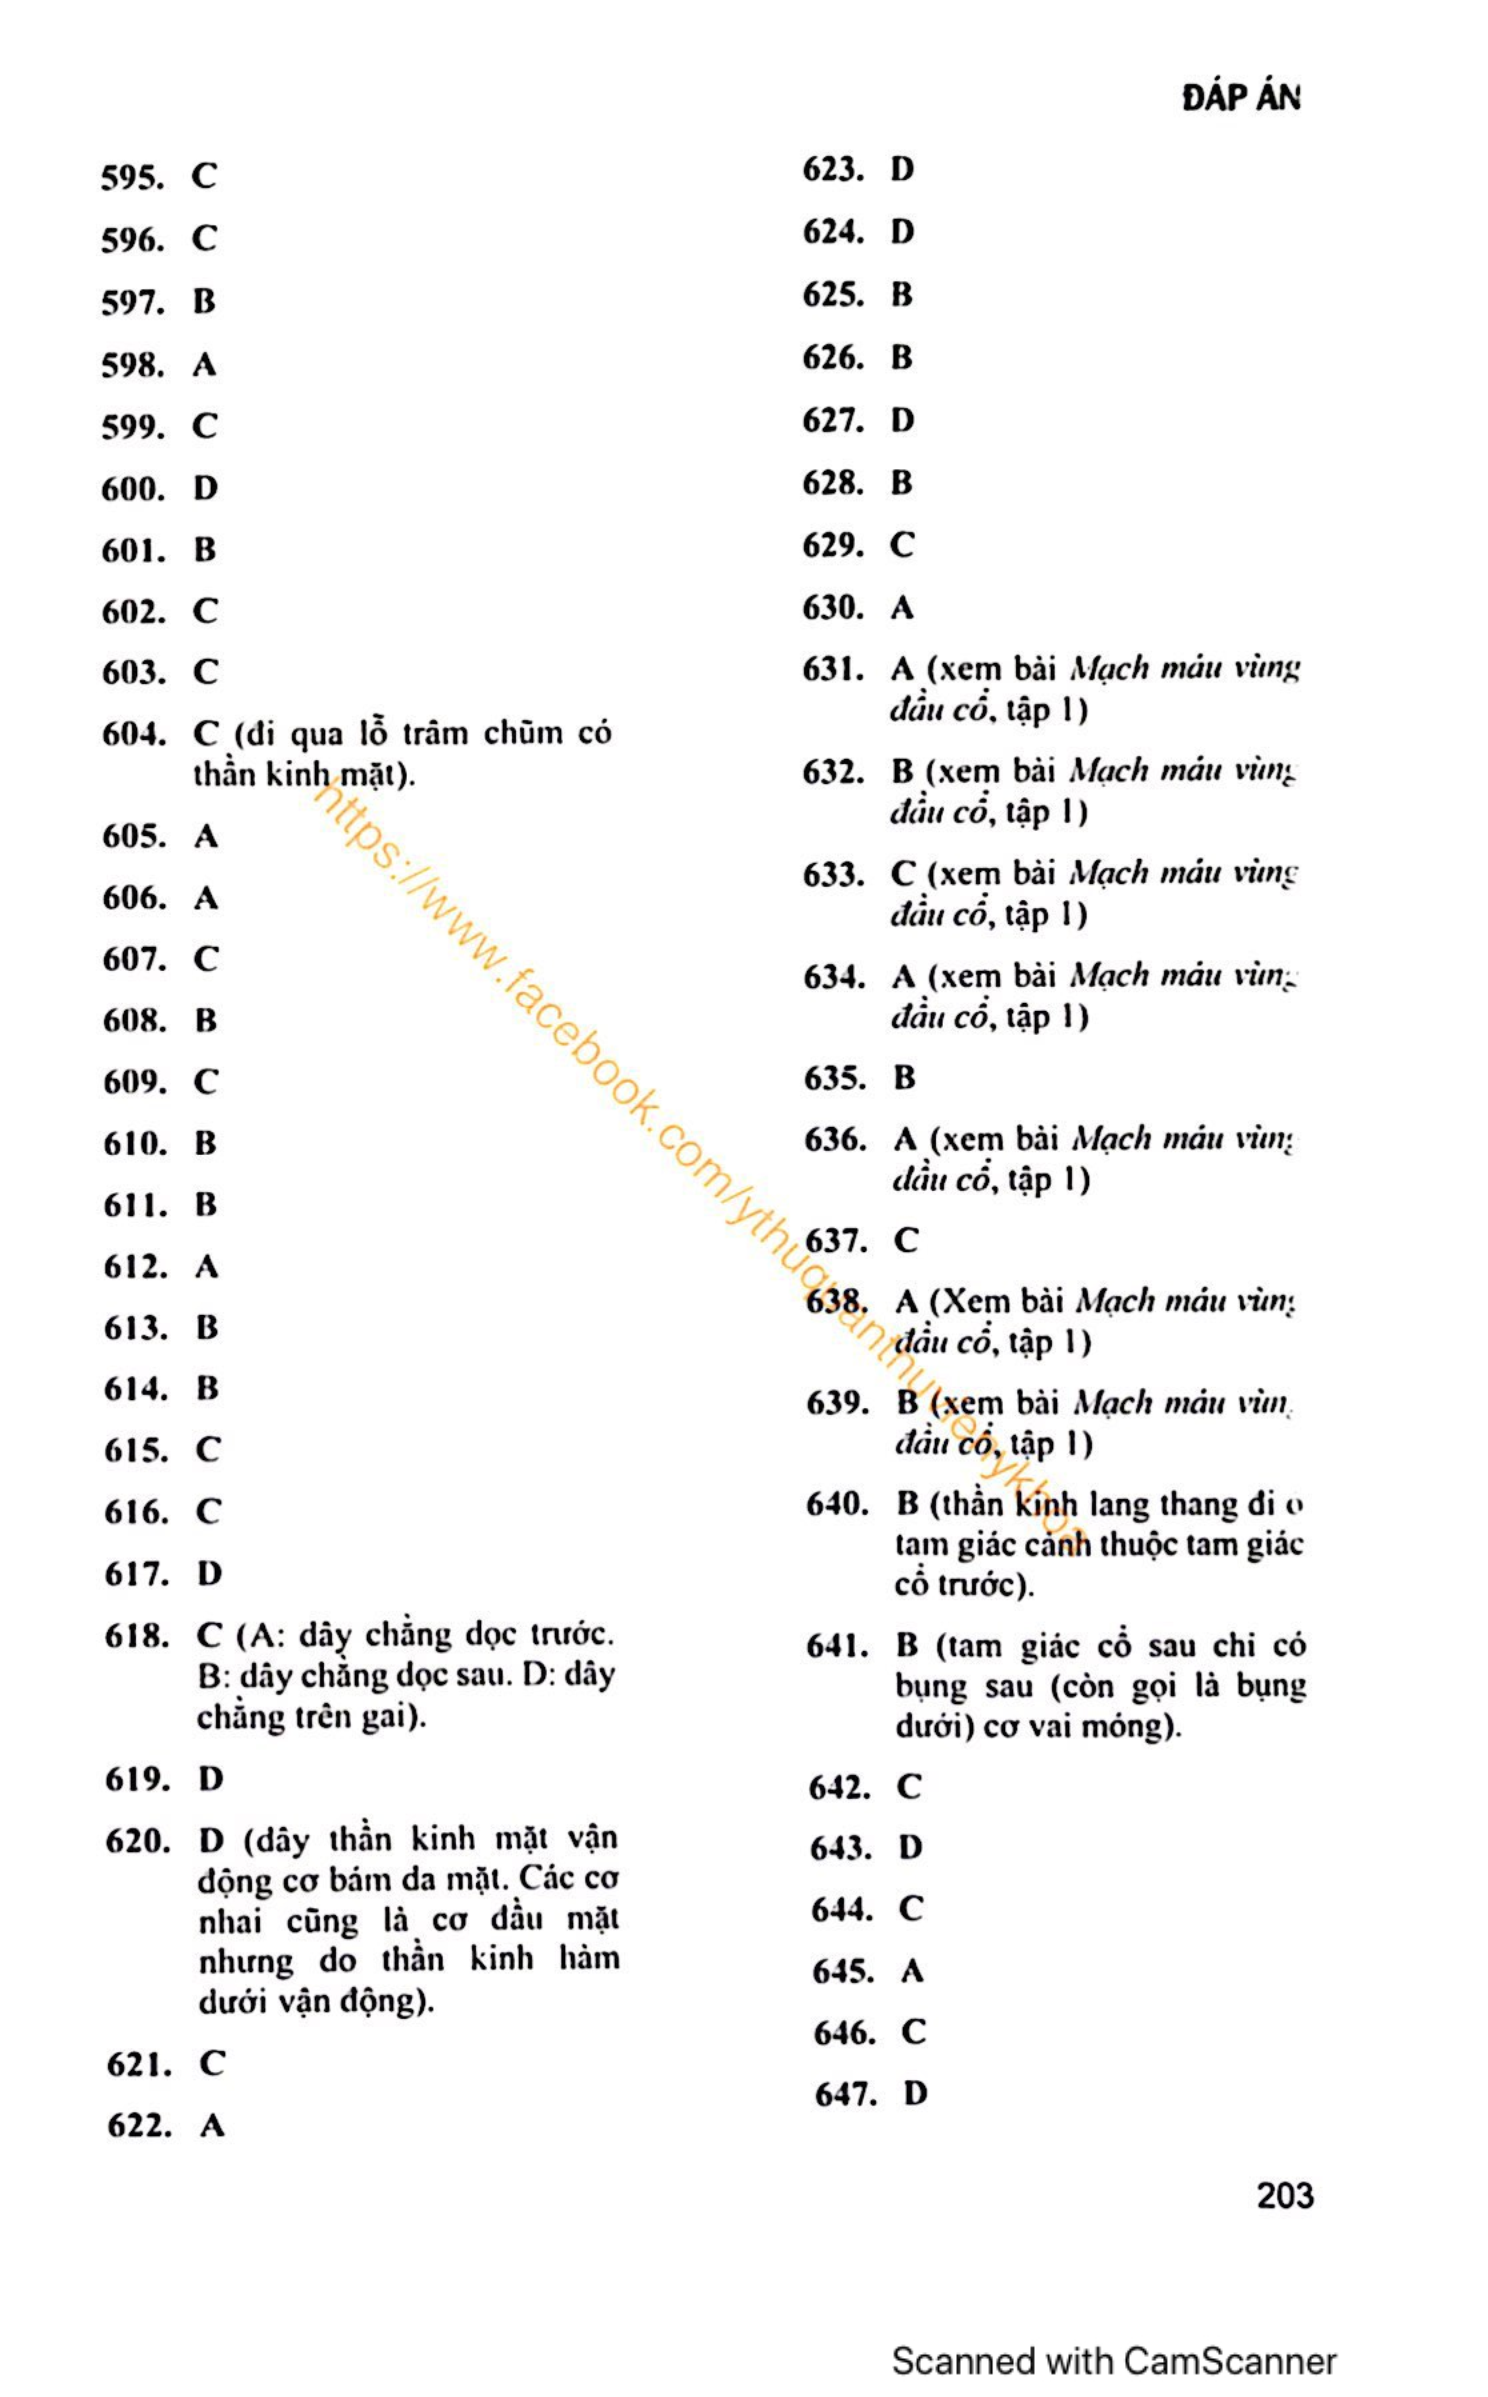 ĐÁP ÁN
595. C
596. C
597. B
598. A
599. C
600. D
601. B
602. C
603. C
604. C (đi qua lỗ trâm chũm có
thần kinh mặt).
605. A
606. A
607. C
608. B
609. C
610. B
611. B
612. A
613. B
614. B
615. C
616. C
617. D
618. C (A: dây chằng dọc trước.
B: dây chằng dọc sau. D: dây
chằng trên gai).
619. D
620. D (dây thần kinh mặt vận
động cơ bám da mặt. Các cơ
nhai cũng là cơ đầu mặt
nhưng do thần kinh hàm
dưới vận động).
621. C
622. A
623. D
624. D
625. B
626. B
627. D
628. B
629. C
630. A
631. A (xem bài Mạch máu vùng
đầu cổ, tập 1)
632. B (xem bài Mạch máu vùng
đầu cổ, tập 1)
633. C (xem bài Mạch máu vùng
đầu cổ, tập 1)
634. A (xem bài Mạch máu vùng
đầu cổ, tập 1)
635. B
636. A (xem bài Mạch máu vùng
đầu cổ, tập 1)
637. C
638. A (Xem bài Mạch máu vùng
đầu cổ, tập 1)
639. B (xem bài Mạch máu vùn
đầu cổ, tập 1)
640. B (thần kinh lang thang đi ở
tam giác cảnh thuộc tam giác
cổ trước).
641. B (tam giác cổ sau chỉ có
bụng sau (còn gọi là bụng
dưới) cơ vai móng).
642. C
643. D
644. C
645. A
646. C
647. D
https://www.facebook.com/ythuquanthuvienykhoa
203
Scanned with CamScanner